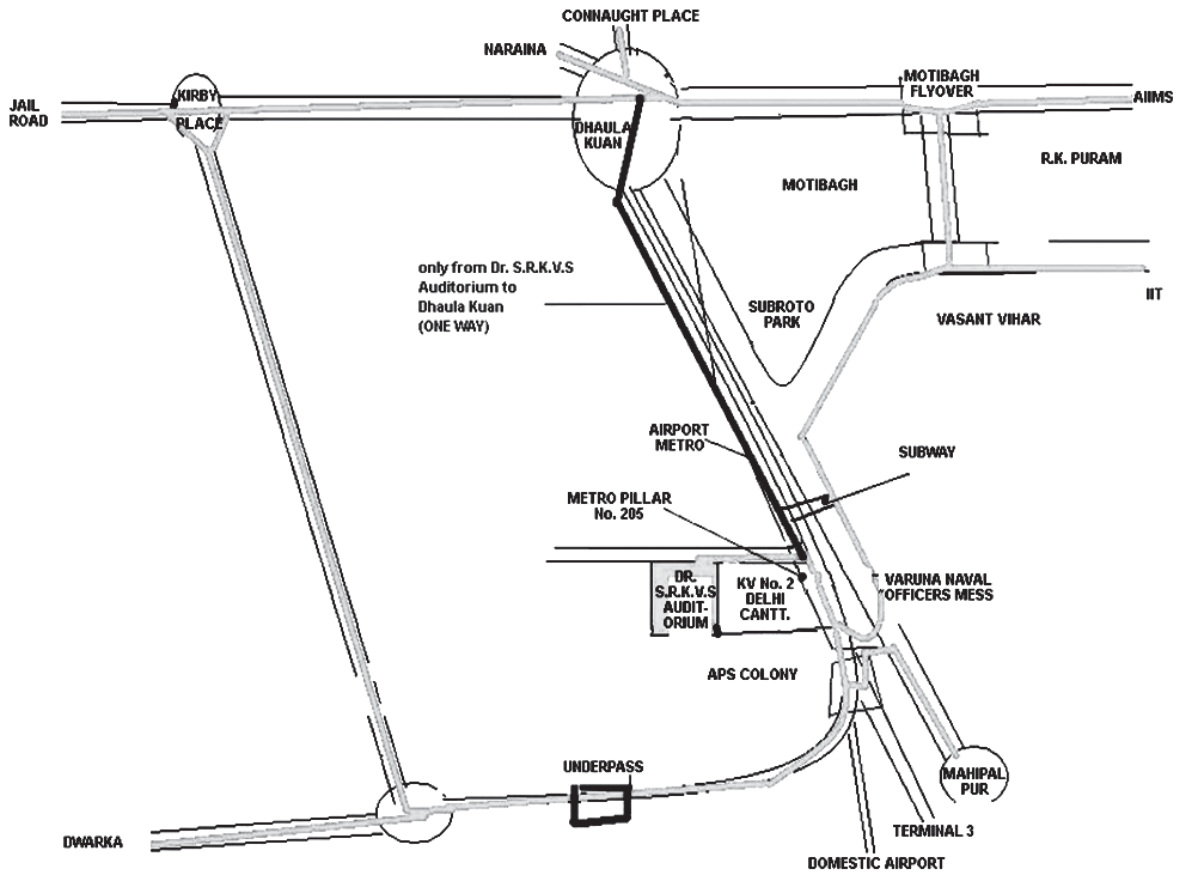 CONNAUGHT PLACE
NARAINA
MOTIBAGH
FLYOVER
AIIMS
KIRBY
PLACE
JAIL
ROAD
DHAULA
KUAN
R.K. PURAM
MOTIBAGH
only from Dr. S.R.K.V.S
Auditorium to
Dhaula Kuan
(ONE WAY)
SUBROTO
PARK
VASANT VIHAR
IIT
AIRPORT
METRO
SUBWAY
METRO PILLAR
No. 205
DR.
S.R.K.V.S
AUDIT-
ORIUM
KV No. 2
DELHI
CANTT.
VARUNA NAVAL
OFFICERS MESS
APS COLONY
UNDERPASS
MAHIPAL
PUR
TERMINAL 3
DWARKA
DOMESTIC AIRPORT